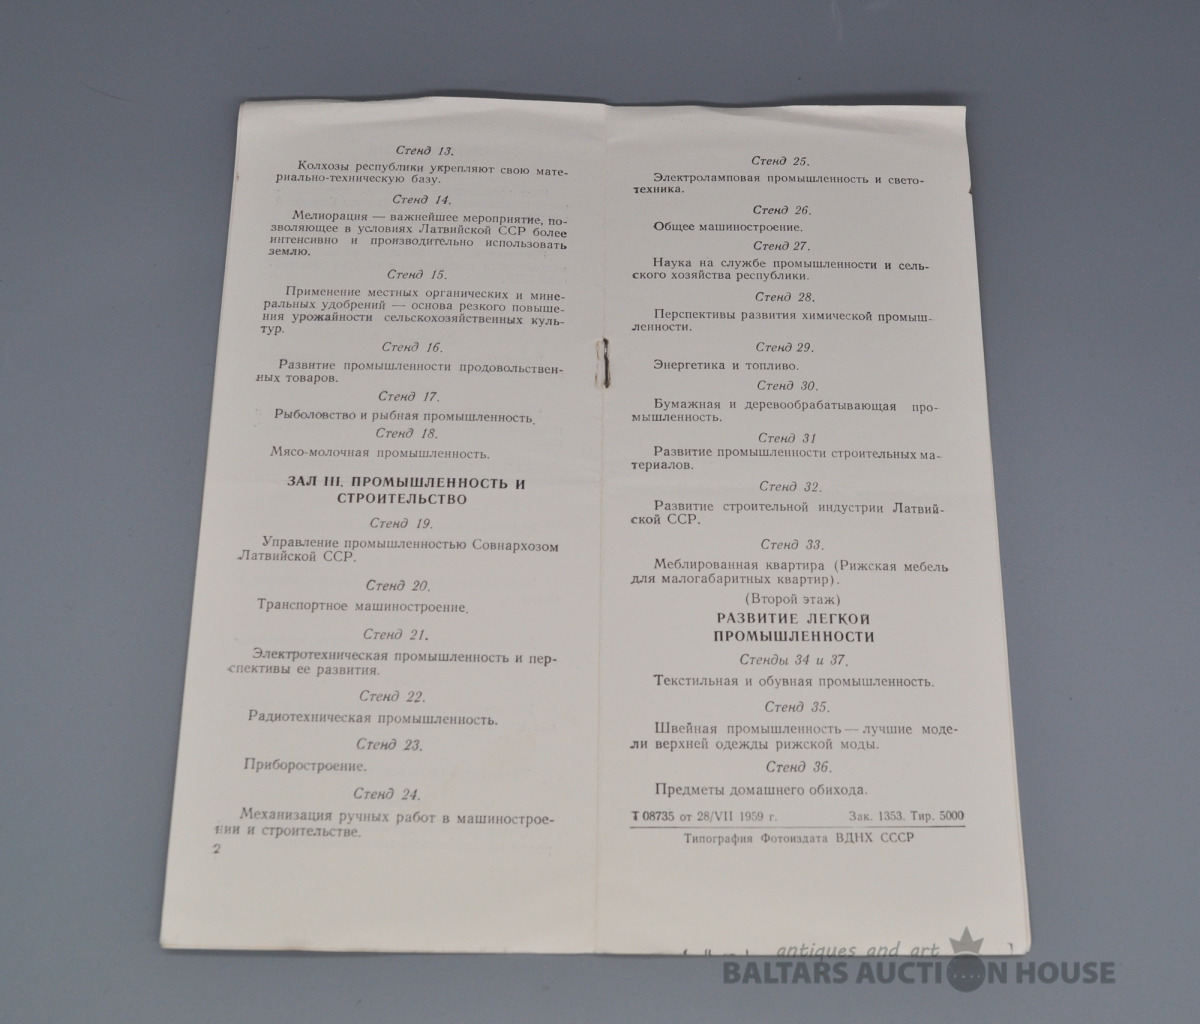 Стенд 13.
Колхозы республики укрепляют свою мате-
риально-техническую базу.
Стенд 14.
Мелиорация — важнейшее мероприятие, по-
зволяющее в условиях Латвийской ССР более
интенсивно и производительно использовать
землю.
Стенд 15.
Применение местных органических и мине-
ральных удобрений — основа резкого повыше-
ния урожайности сельскохозяйственных куль-
тур.
Стенд 16.
Развитие промышленности продовольствен-
ных товаров.
Стенд 17.
Рыболовство и рыбная промышленность.
Стенд 18.
Мясо-молочная промышленность.
ЗАЛ III. ПРОМЫШЛЕННОСТЬ И
СТРОИТЕЛЬСТВО
Стенд 19.
Управление промышленностью Совнархозом
Латвийской ССР.
Стенд 20.
Транспортное машиностроение.
Стенд 21.
Электротехническая промышленность и пер-
спективы ее развития.
Стенд 22.
Радиотехническая промышленность.
Стенд 23.
Приборостроение.
Стенд 24.
Механизация ручных работ в машинострое-
нии и строительстве.
2
Стенд 25.
Электроламповая промышленность и свето-
техника.
Стенд 26.
Общее машиностроение.
Стенд 27.
Наука на службе промышленности и сель-
ского хозяйства республики.
Стенд 28.
Перспективы развития химической промыш-
ленности.
Стенд 29.
Энергетика и топливо.
Стенд 30.
Бумажная и деревообрабатывающая про-
мышленность.
Стенд 31
Развитие промышленности строительных ма-
териалов.
Стенд 32.
Развитие строительной индустрии Латвий-
ской ССР.
Стенд 33.
Меблированная квартира (Рижская мебель
для малогабаритных квартир).
(Второй этаж)
РАЗВИТИЕ ЛЕГКОЙ
ПРОМЫШЛЕННОСТИ
Стенды 34 и 37.
Текстильная и обувная промышленность.
Стенд 35.
Швейная промышленность — лучшие моде-
ли верхней одежды рижской моды.
Стенд 36.
Предметы домашнего обихода.
Т 08735 от 28/VII 1959 г. Зак. 1353. Тир. 5000
Типография Фотоиздата ВДНХ СССР
antiques and art
BALTARS AUCTION HOUSE